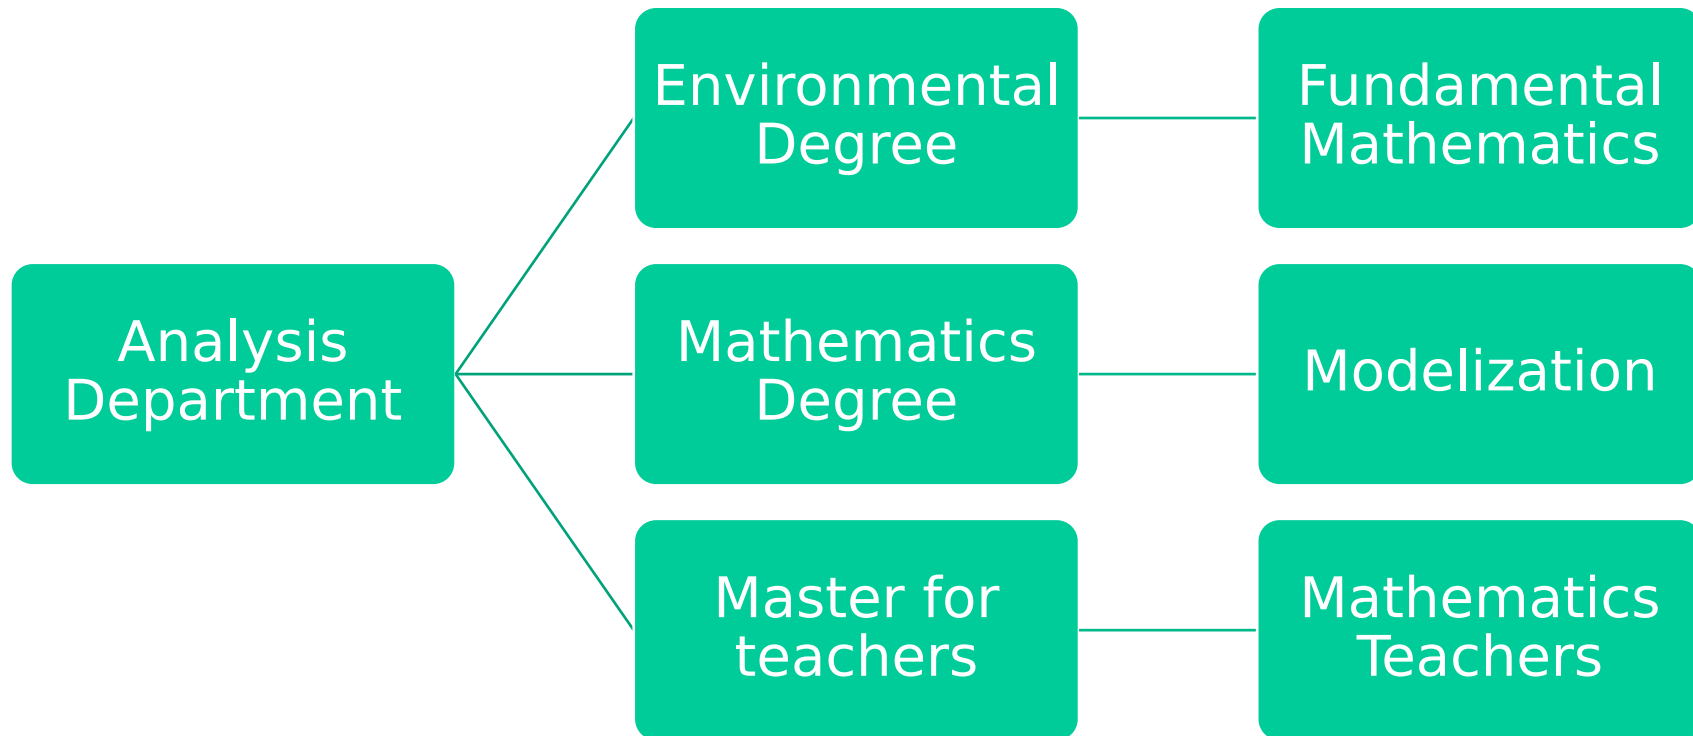 Environmental
Degree
Fundamental
Mathematics
Analysis
Department
Mathematics
Degree
Modelization
Master for
teachers
Mathematics
Teachers